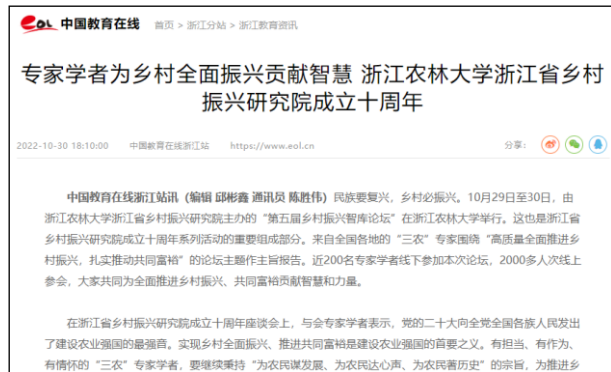 eol 中国教育在线 首页 > 浙江分站 > 浙江教育资讯
专家学者为乡村全面振兴贡献智慧 浙江农林大学浙江省乡村
振兴研究院成立十周年
2022-10-30 18:10:00 中国教育在线浙江站 https://www.eol.cn 分享：
中国教育在线浙江站讯（编辑 邱彬鑫 通讯员 陈胜伟）民族要复兴，乡村必振兴。10月29日至30日，由
浙江农林大学浙江省乡村振兴研究院主办的“第五届乡村振兴智库论坛”在浙江农林大学举行。这也是浙江省
乡村振兴研究院成立十周年系列活动的重要组成部分。来自全国各地的“三农”专家围绕“高质量全面推进乡
村振兴，扎实推动共同富裕”的论坛主题作主旨报告。近200名专家学者线下参加本次论坛，2000多人次线上
参会，大家共同为全面推进乡村振兴、共同富裕贡献智慧和力量。
在浙江省乡村振兴研究院成立十周年座谈会上，与会专家表示，党的二十大向全党全国各族人民发出
了建设农业强国的最强音。实现乡村全面振兴、推进共同富裕是建设农业强国的首要之义。有担当、有作为、
有情怀的“三农”专家学者，要继续秉持“为农民谋发展、为农民达心声、为农民著历史”的宗旨，为推进乡